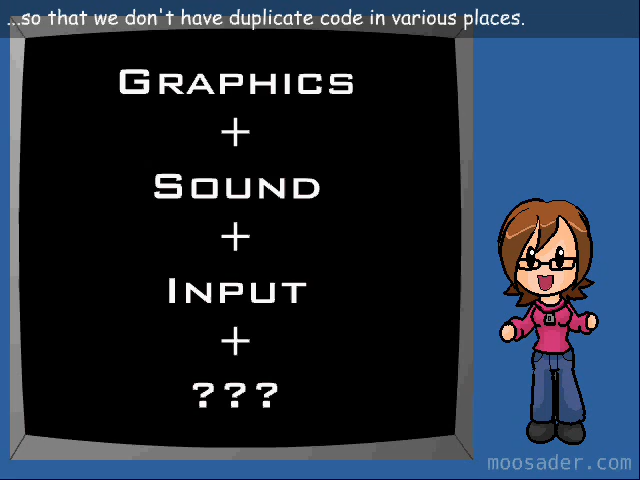 ...so that we don't have duplicate code in various places.
Graphics
+
Sound
+
Input
+
???
moosader.com